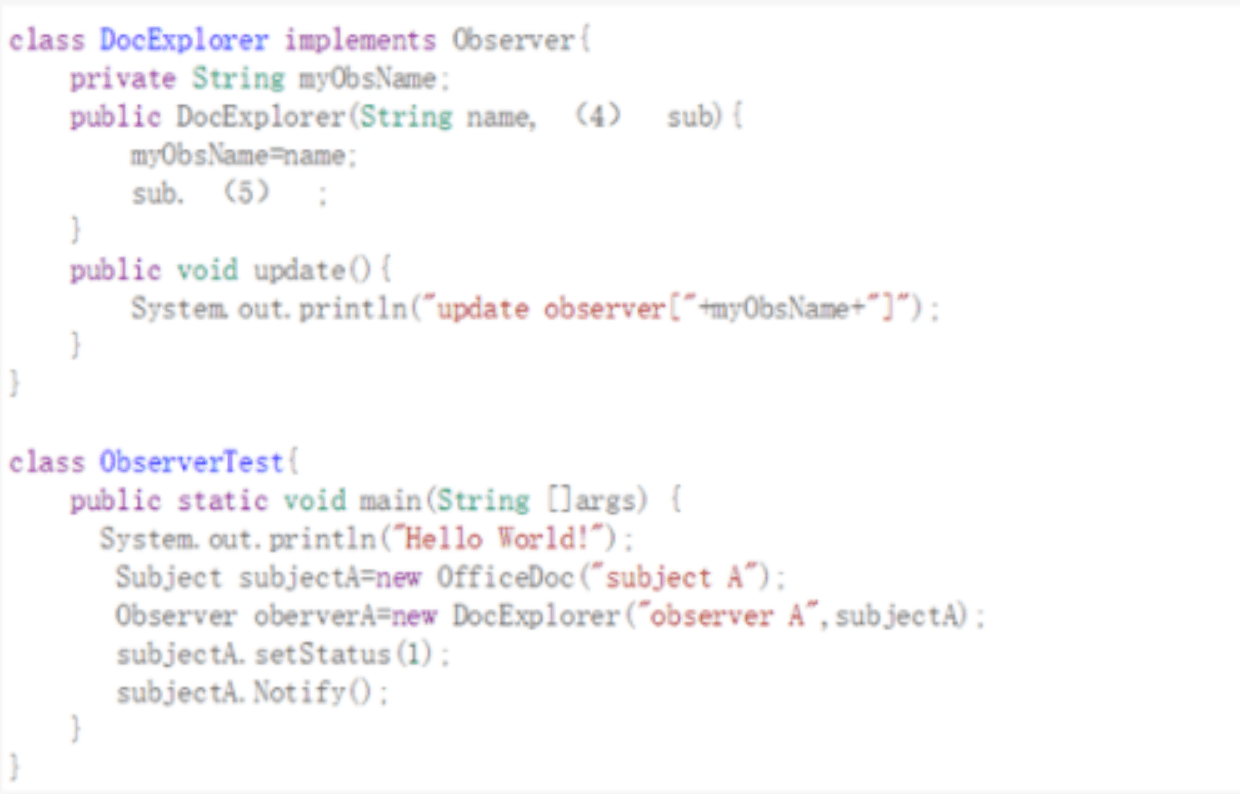 class DocExplorer implements Observer{
    private String myObsName;
    public DocExplorer(String name, （4） sub){
        myObsName=name;
        sub. （5） ;
    }
    public void update(){
        System.out.println("update observer["+myObsName+"]");
    }
}

class ObserverTest{
    public static void main(String []args) {
      System.out.println("Hello World!");
       Subject subjectA=new OfficeDoc("subject A");
       Observer oberverA=new DocExplorer("observer A",subjectA);
       subjectA.setStatus(1);
       subjectA.Notify();
    }
}